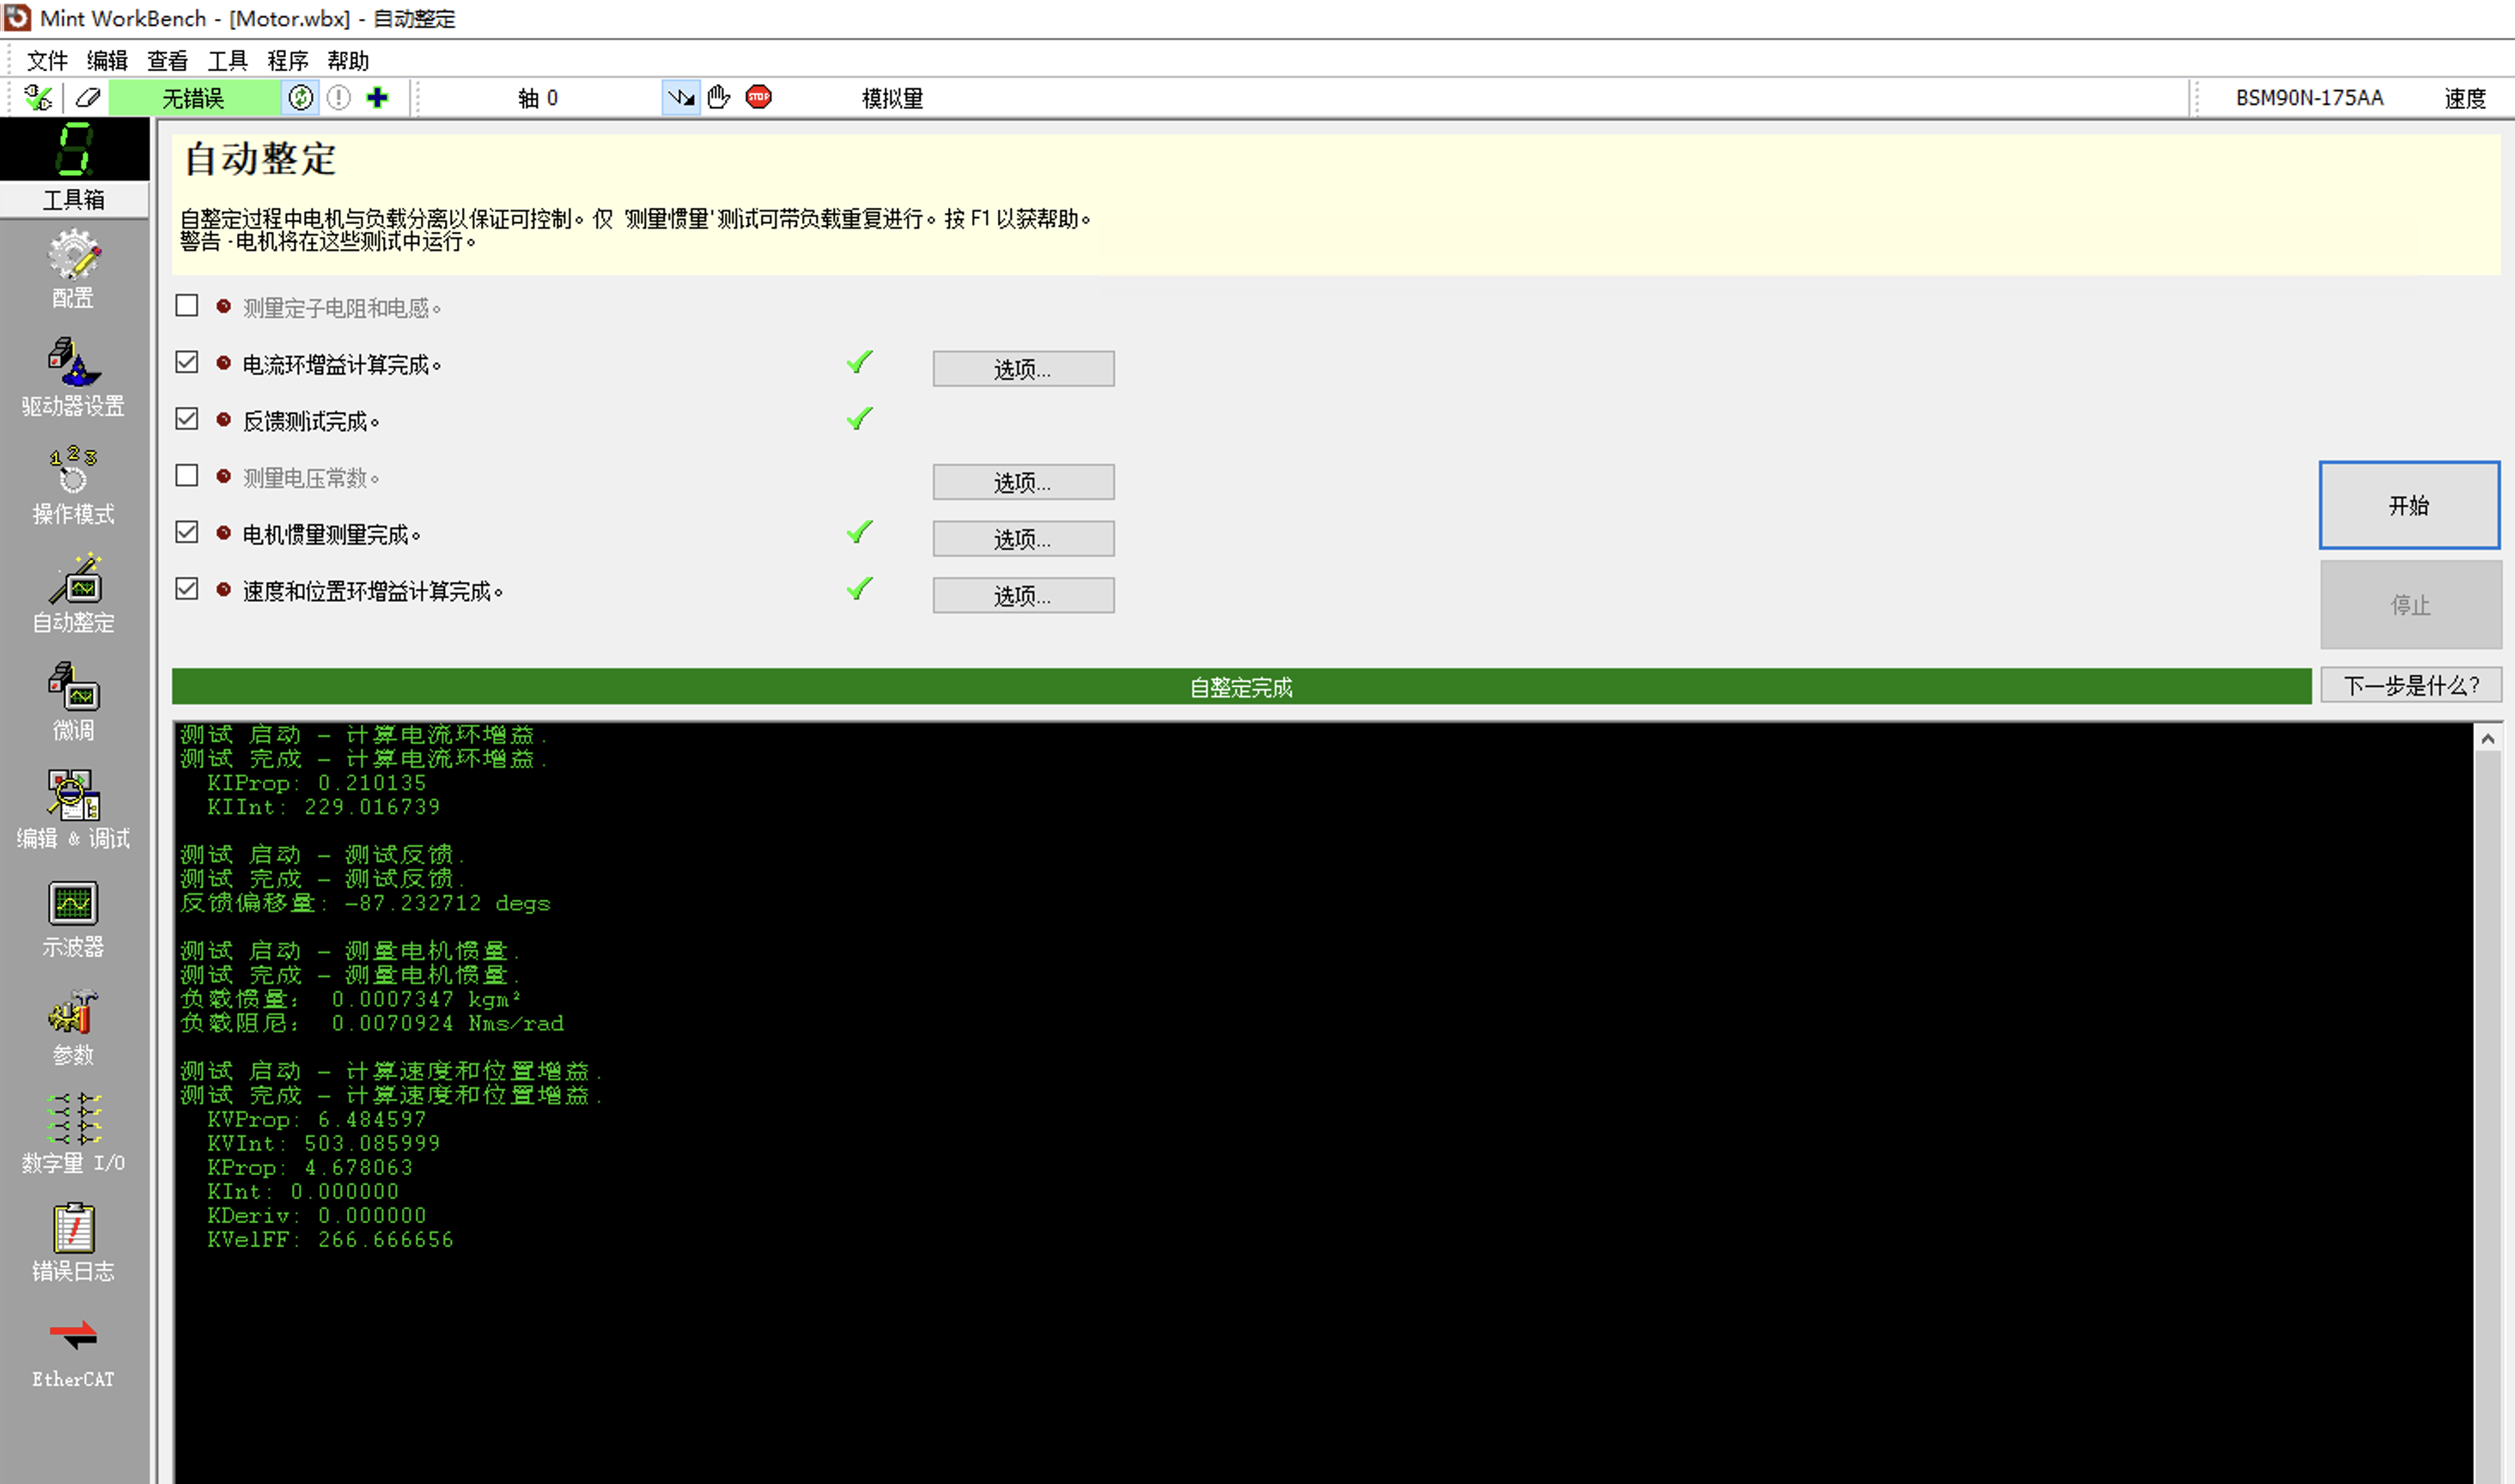 Mint WorkBench - [Motor.wbx] - 自动整定
文件 编辑 查看 工具 程序 帮助
无错误 轴 0 STOP 模拟量 BSM90N-175AA 速度
工具箱
配置
驱动器设置
1 2 3
操作模式
自动整定
微调
编辑 & 调试
示波器
参数
数字量 I/O
错误日志
EtherCAT
自动整定
自整定过程中电机与负载分离以保证可控制。仅 '测量惯量'测试可带负载重复进行。按 F1 以获帮助。
警告 - 电机将在这些测试中运行。
测量定子电阻和电感。
电流环增益计算完成。 选项...
反馈测试完成。
测量电压常数。 选项...
电机惯量测量完成。 选项...
速度和位置环增益计算完成。 选项...
开始
停止
自整定完成 下一步是什么?
测试 启动 - 计算电流环增益.
测试 完成 - 计算电流环增益.
KIProp: 0.210135
KIInt: 229.016739
测试 启动 - 测试反馈.
测试 完成 - 测试反馈.
反馈偏移量: -87.232712 degs
测试 启动 - 测量电机惯量.
测试 完成 - 测量电机惯量.
负载惯量: 0.0007347 kgm²
负载阻尼: 0.0070924 Nms/rad
测试 启动 - 计算速度和位置增益.
测试 完成 - 计算速度和位置增益.
KVProp: 6.484597
KVInt: 503.085999
KProp: 4.678063
KInt: 0.000000
KDeriv: 0.000000
KVelFF: 266.666656